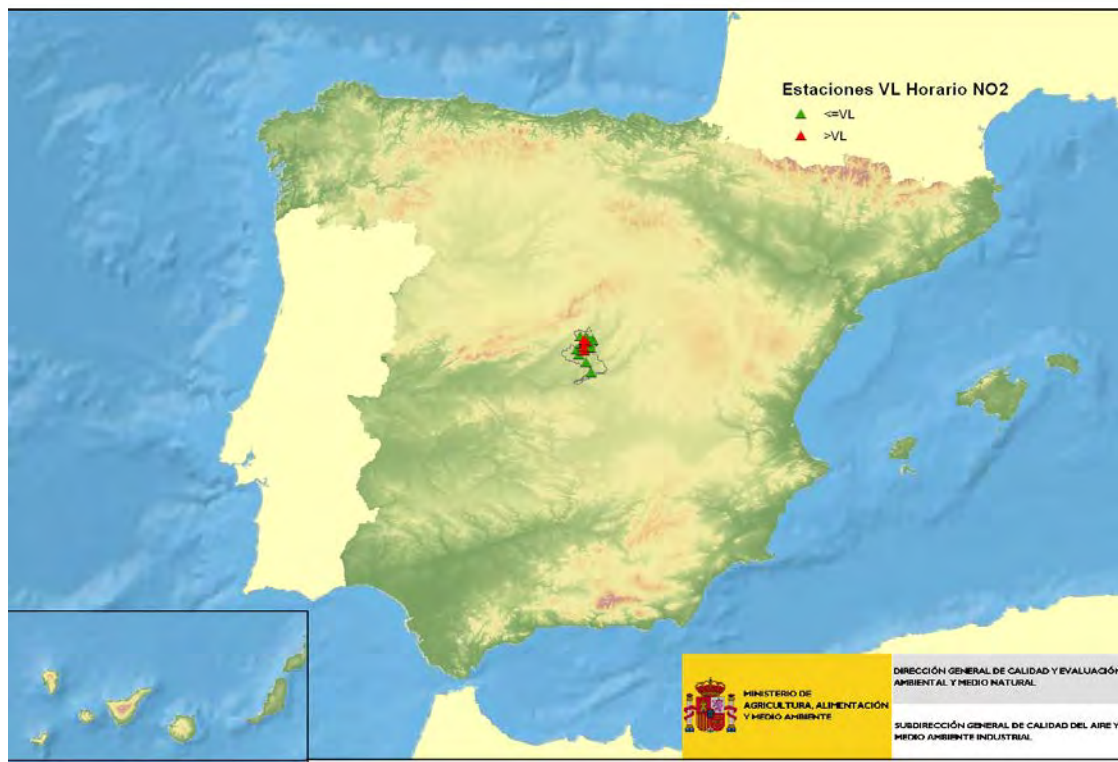 Estaciones VL Horario NO2
<=VL
>VL
MINISTERIO DE
AGRICULTURA, ALIMENTACIÓN
Y MEDIO AMBIENTE
DIRECCIÓN GENERAL DE CALIDAD Y EVALUACIÓN
AMBIENTAL Y MEDIO NATURAL
SUBDIRECCIÓN GENERAL DE CALIDAD DEL AIRE Y
MEDIO AMBIENTE INDUSTRIAL